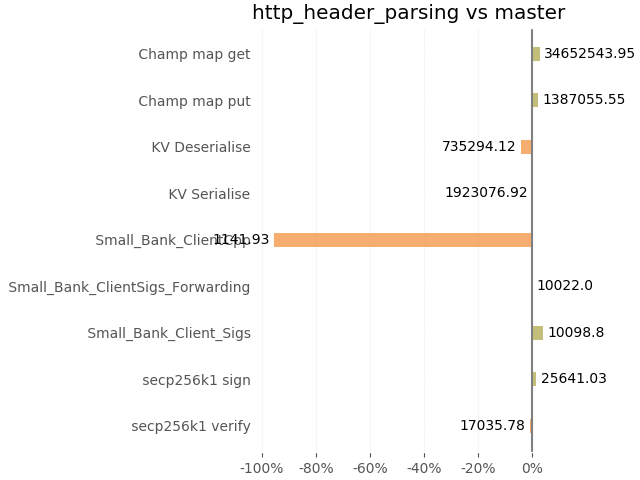 http_header_parsing vs master
Champ map get 34652543.95
Champ map put 1387055.55
KV Deserialise 735294.12
KV Serialise 1923076.92
Small_Bank_ClientCpp 1141.93
Small_Bank_ClientSigs_Forwarding 10022.0
Small_Bank_Client_Sigs 10098.8
secp256k1 sign 25641.03
secp256k1 verify 17035.78
-100% -80% -60% -40% -20% 0%